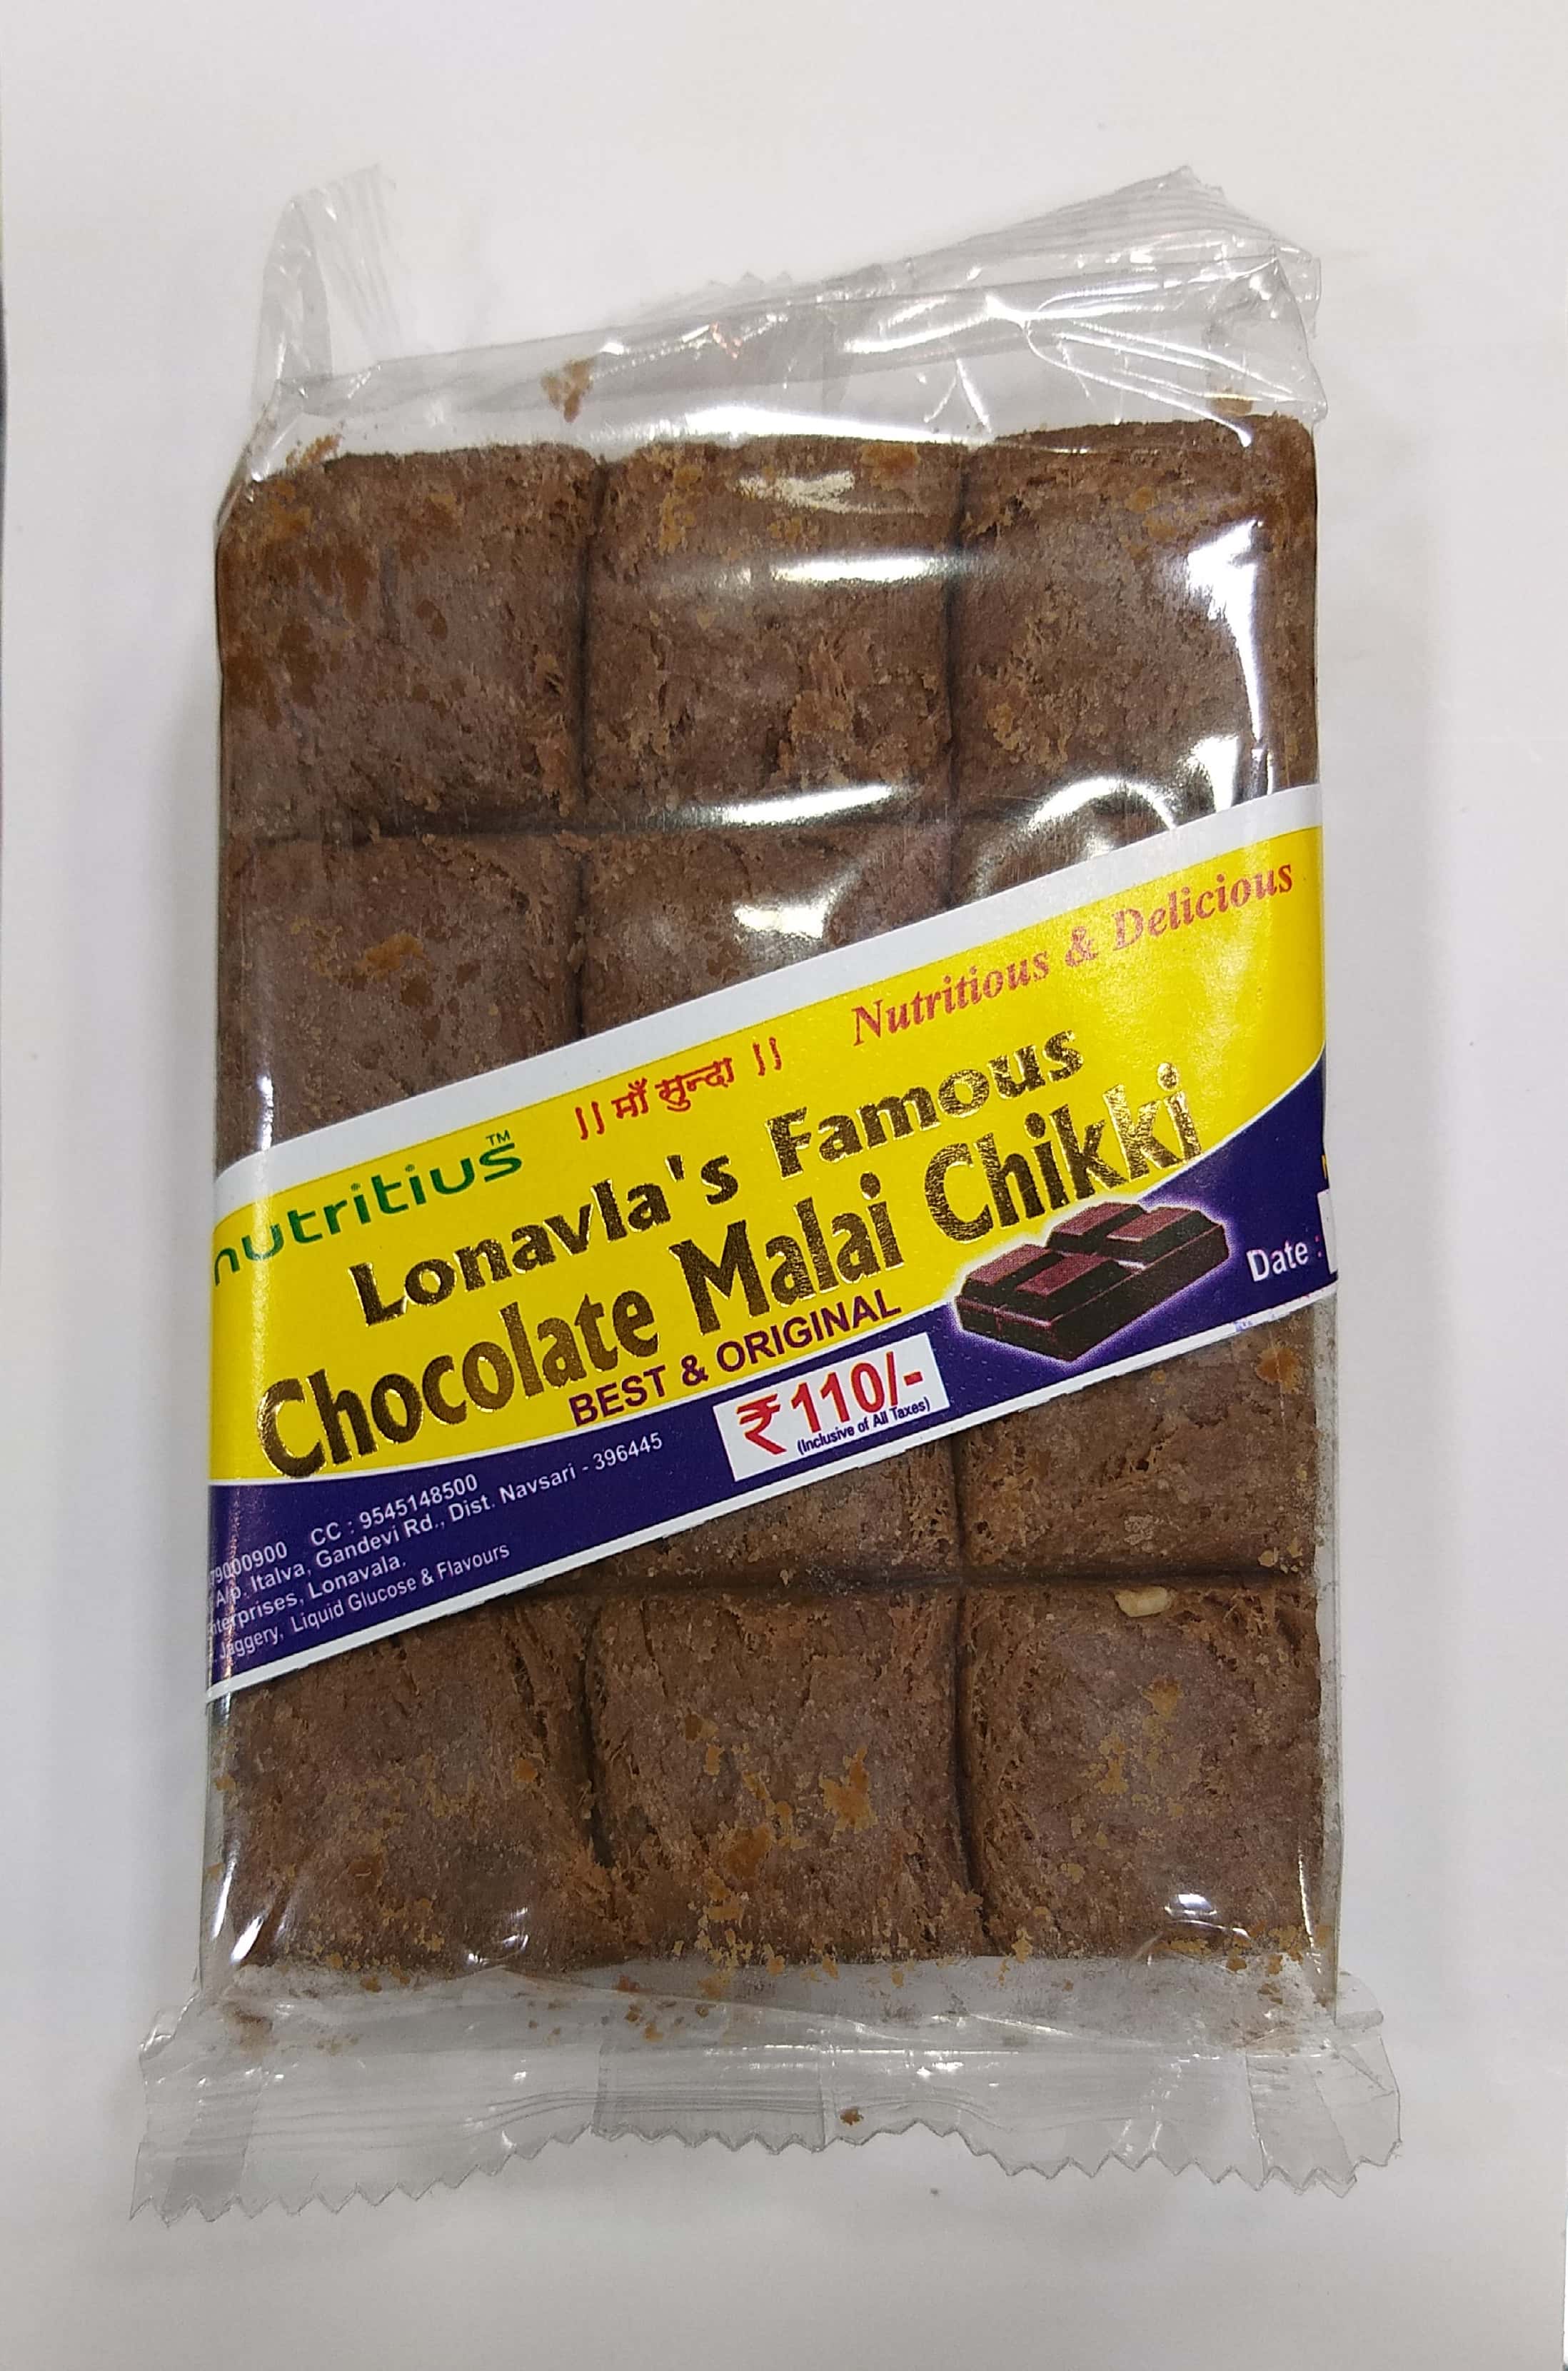 nutritius™
|| माँ सुन्दा ||
Nutritious & Delicious
Lonavla's Famous
Chocolate Malai Chikki
BEST & ORIGINAL
₹110/-
(Inclusive of All Taxes)
Date :
79000900 CC : 9545148500
A/p. Italva, Gandevi Rd., Dist. Navsari - 396445
Lonavala.
Jaggery, Liquid Glucose & Flavours